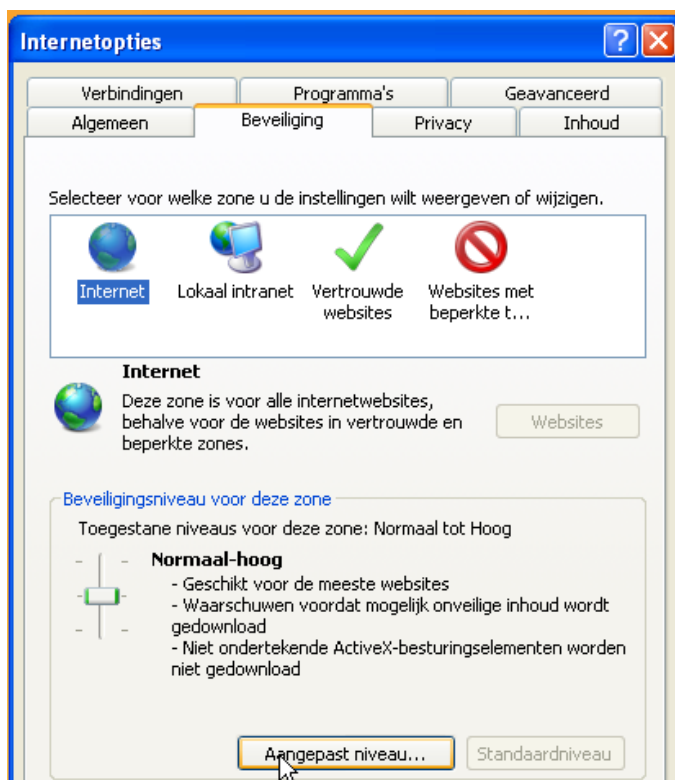 Internetopties
Verbindingen Programma's Geavanceerd
Algemeen Beveiliging Privacy Inhoud
Selecteer voor welke zone u de instellingen wilt weergeven of wijzigen.
Internet Lokaal intranet Vertrouwde websites Websites met beperkte t...
Internet
Deze zone is voor alle internetwebsites,
behalve voor de websites in vertrouwde en
beperkte zones.
Websites
Beveiligingsniveau voor deze zone
Toegestane niveaus voor deze zone: Normaal tot Hoog
Normaal-hoog
- Geschikt voor de meeste websites
- Waarschuwen voordat mogelijk onveilige inhoud wordt
gedownload
- Niet ondertekende ActiveX-besturingselementen worden
niet gedownload
Aangepast niveau... Standaardniveau